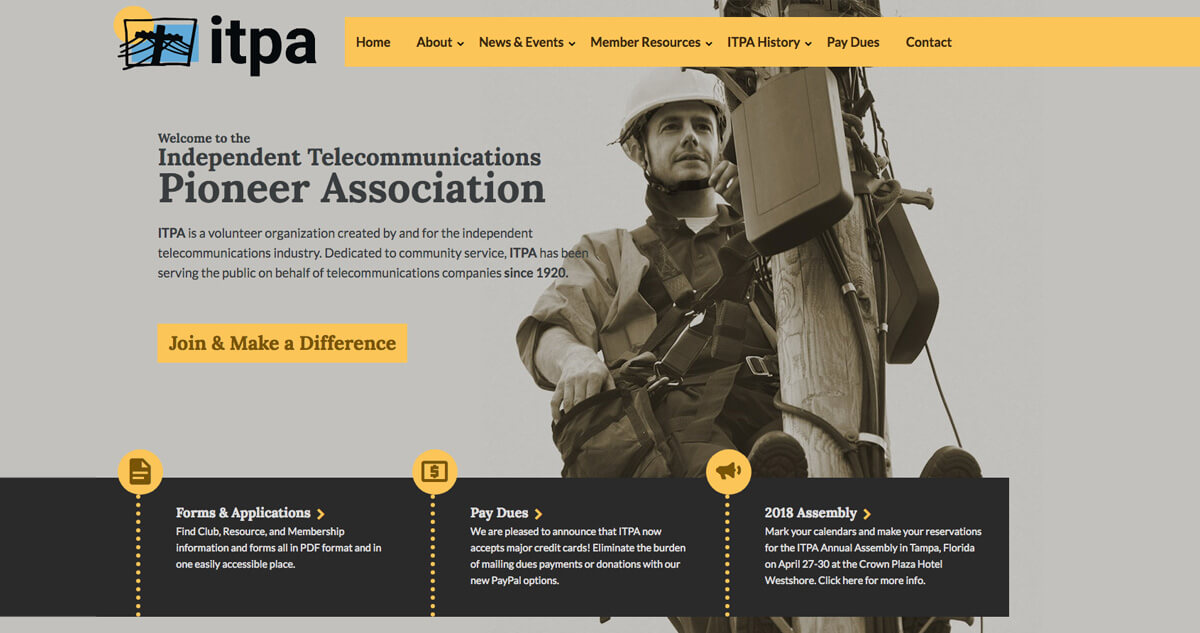 itpa
Home About News & Events Member Resources ITPA History Pay Dues Contact
Welcome to the
Independent Telecommunications
Pioneer Association
ITPA is a volunteer organization created by and for the independent
telecommunications industry. Dedicated to community service, ITPA has been
serving the public on behalf of telecommunications companies since 1920.
Join & Make a Difference
Forms & Applications
Find Club, Resource, and Membership
information and forms all in PDF format and in
one easily accessible place.
Pay Dues
We are pleased to announce that ITPA now
accepts major credit cards! Eliminate the burden
of mailing dues payments or donations with our
new PayPal options.
2018 Assembly
Mark your calendars and make your reservations
for the ITPA Annual Assembly in Tampa, Florida
on April 27-30 at the Crown Plaza Hotel
Westshore. Click here for more info.